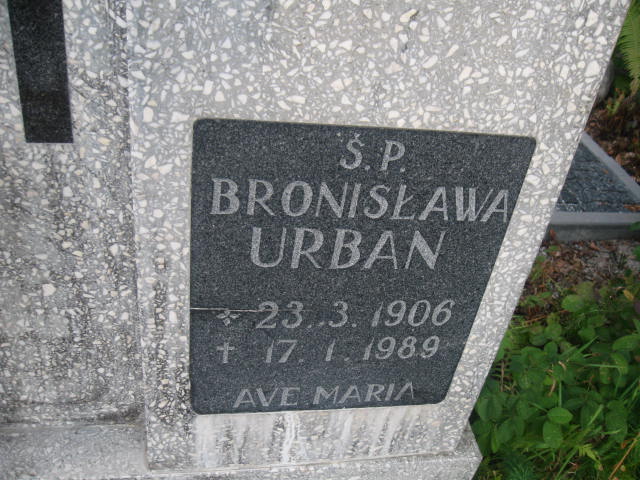 Ś.P.
BRONISŁAWA
URBAN
* 23.3.1906
† 17.1.1989
AVE MARIA